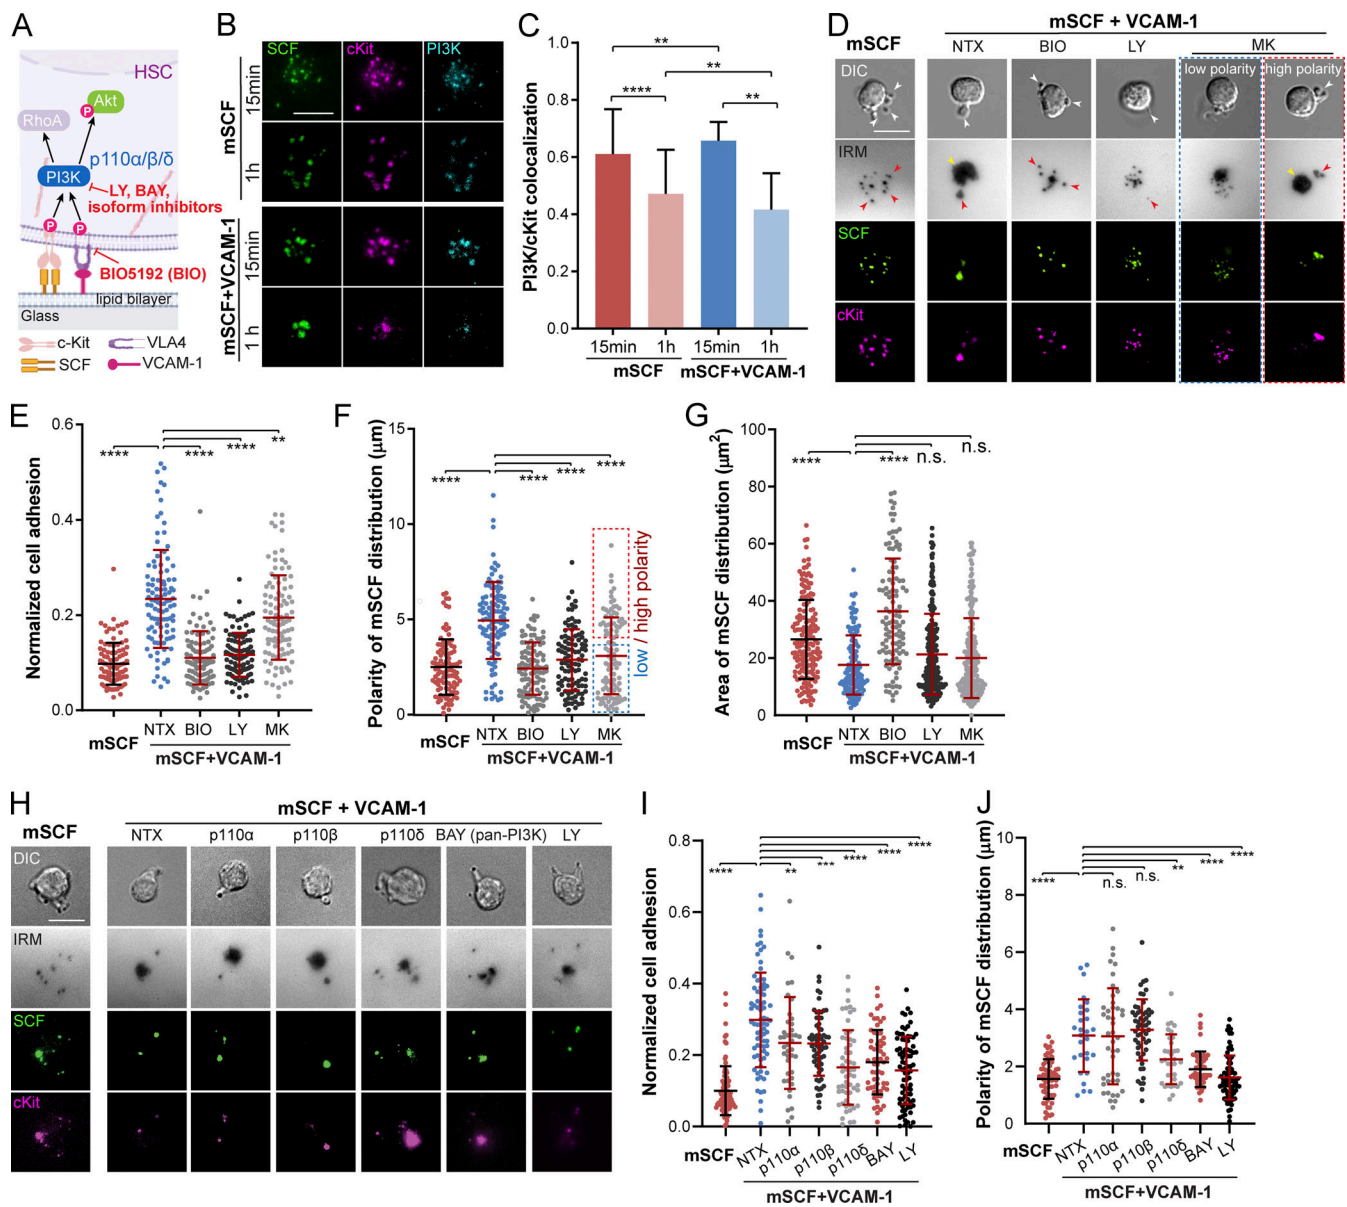 A
HSC
Akt
P
RhoA
p110α/β/δ
PI3K
LY, BAY,
isoform inhibitors
P
P
BIO5192 (BIO)
lipid bilayer
Glass
c-Kit
VLA4
SCF
VCAM-1
B
SCF
cKit
PI3K
15min
1h
mSCF
15min
1 h
mSCF+VCAM-1
C
PI3K/cKit colocalization
1.0
0.8
0.6
0.4
0.2
0.0
**
**
****
**
15min
1h
15min
1h
mSCF
mSCF+VCAM-1
D
mSCF + VCAM-1
mSCF
NTX
BIO
LY
MK
DIC
low polarity
high polarity
IRM
SCF
cKit
E
Normalized cell adhesion
0.6
0.4
0.2
0.0
****
****
****
**
mSCF
NTX
BIO
LY
MK
mSCF+VCAM-1
F
Polarity of mSCF distribution (μm)
15
10
5
0
****
****
****
****
low / high polarity
mSCF
NTX
BIO
LY
MK
mSCF+VCAM-1
G
Area of mSCF distribution (μm2)
100
80
60
40
20
0
****
****
n.s.
n.s.
mSCF
NTX
BIO
LY
MK
mSCF+VCAM-1
H
mSCF + VCAM-1
mSCF
NTX
p110α
p110β
p110δ
BAY (pan-PI3K)
LY
DIC
IRM
SCF
cKit
I
Normalized cell adhesion
0.8
0.6
0.4
0.2
0.0
****
**
***
****
****
****
mSCF
NTX
p110α
p110β
p110δ
BAY
LY
mSCF+VCAM-1
J
Polarity of mSCF distribution (μm)
10
8
6
4
2
0
****
n.s.
n.s.
**
****
****
mSCF
NTX
p110α
p110β
p110δ
BAY
LY
mSCF+VCAM-1